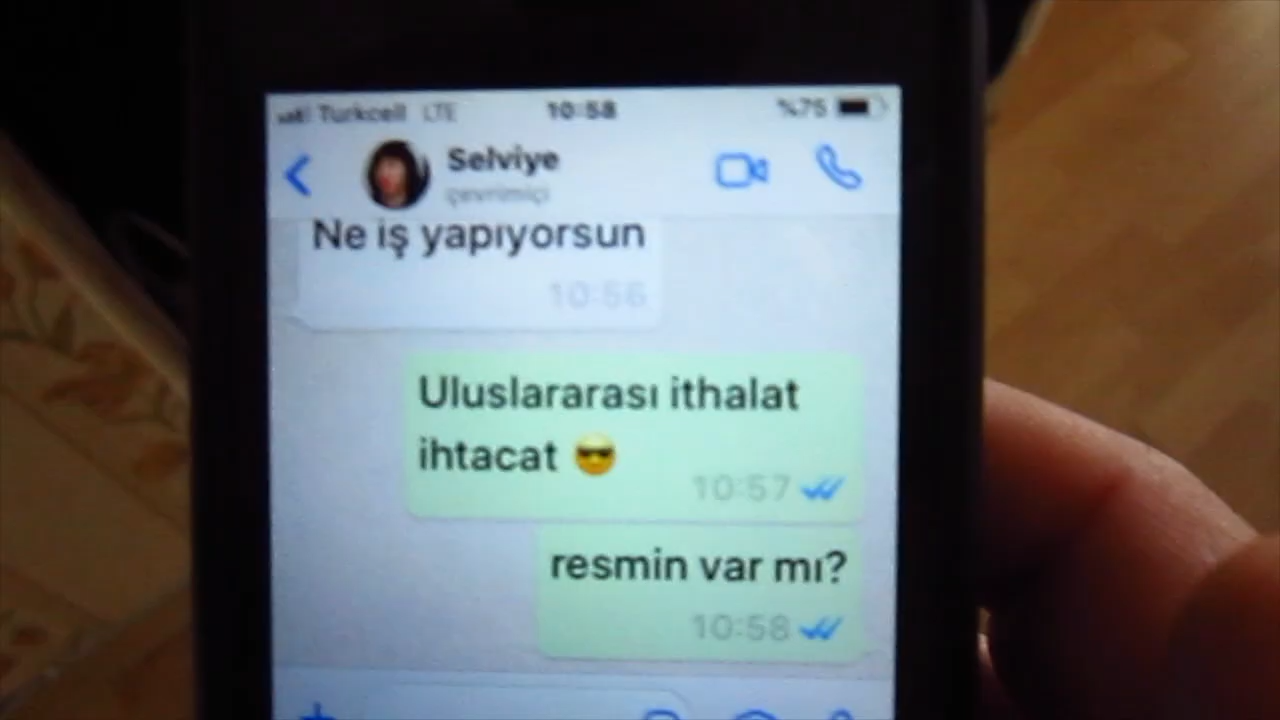 Turkcell LTE 10:58 %75
Selviye
çevrimiçi
Ne iş yapıyorsun
10:56
Uluslararası ithalat
ihtacat 😎
10:57
resmin var mı?
10:58